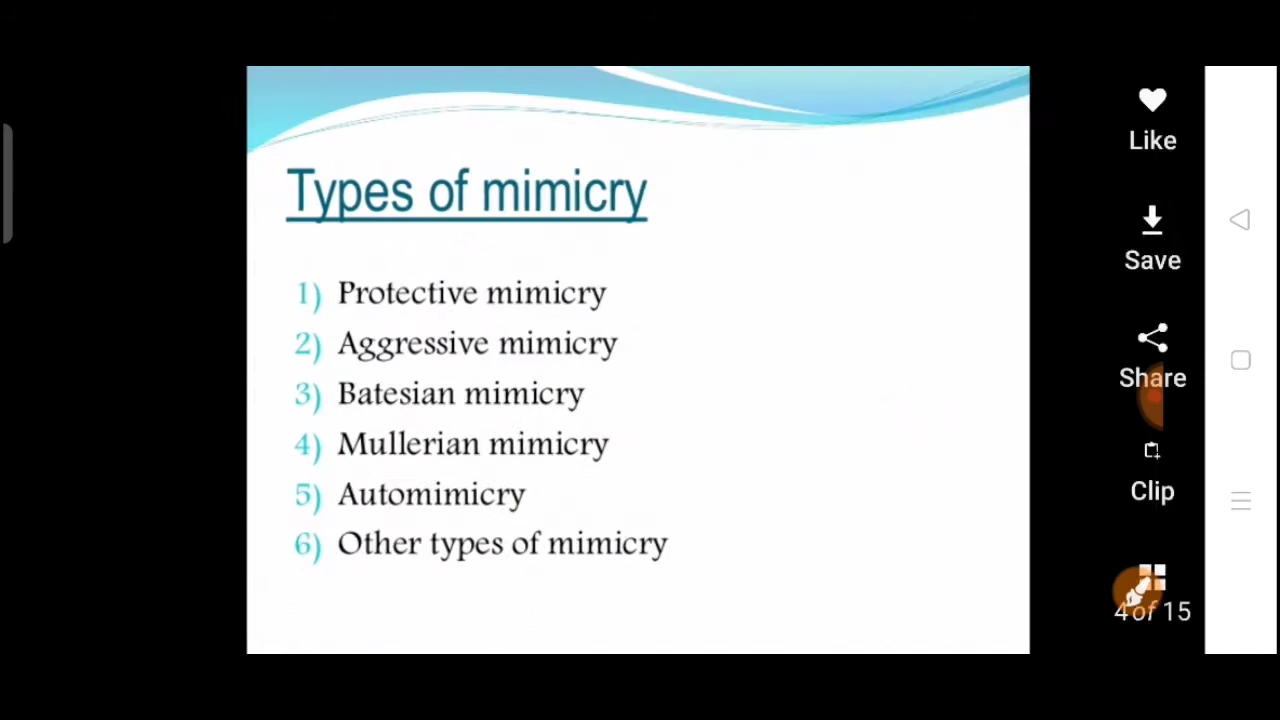 Types of mimicry
1) Protective mimicry
2) Aggressive mimicry
3) Batesian mimicry
4) Mullerian mimicry
5) Automimicry
6) Other types of mimicry
Like
Save
Share
Clip
4 of 15